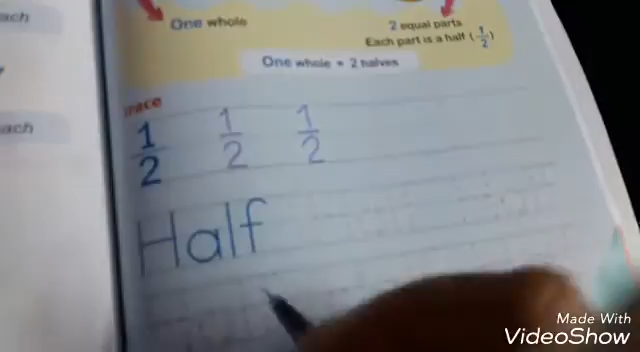 ach
One whole
2 equal parts
Each part is a half (1/2)
One whole = 2 halves
Trace
ach
1/2 1/2 1/2
Half
Made With
VideoShow